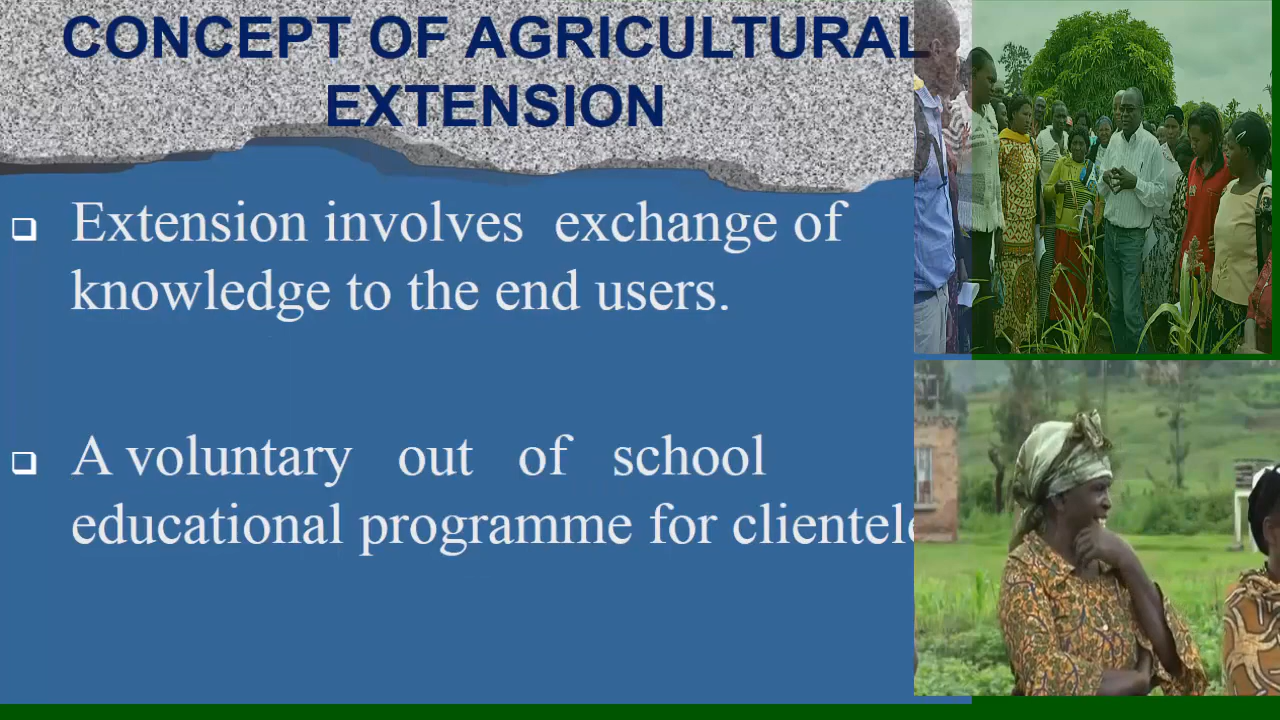 CONCEPT OF AGRICULTURAL
EXTENSION
Extension involves exchange of
knowledge to the end users.
A voluntary out of school
educational programme for clientele